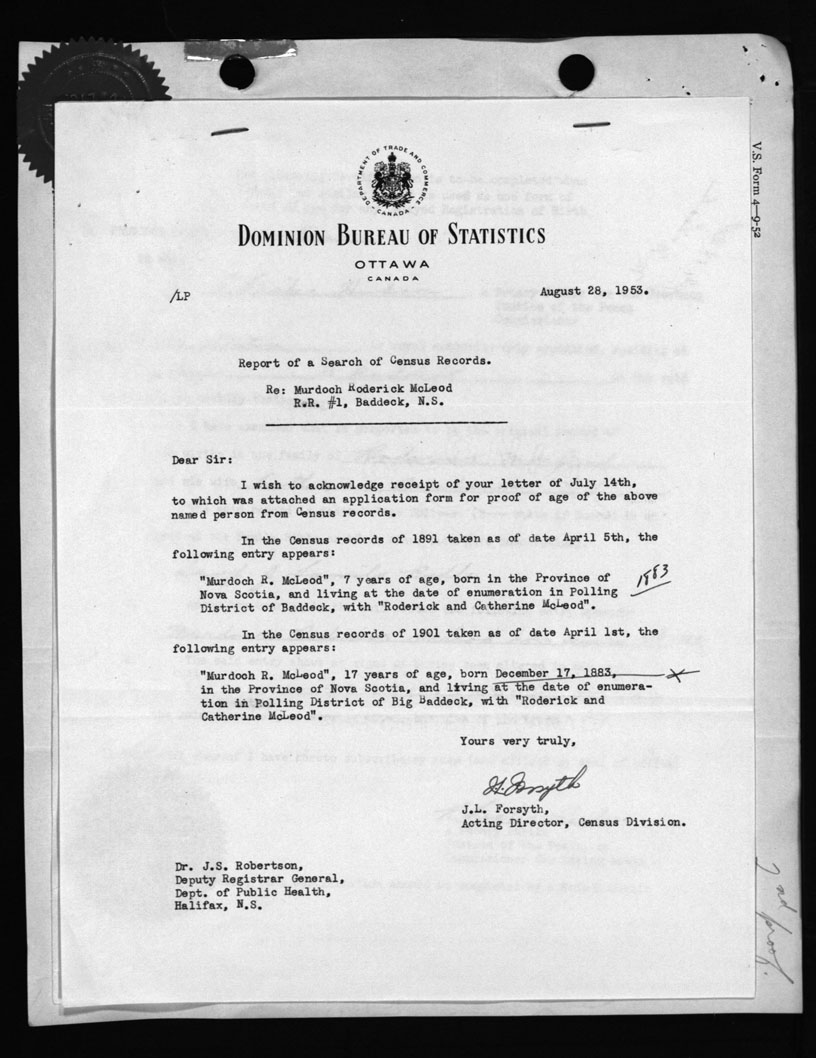 DEPARTMENT OF TRADE AND COMMERCE
- CANADA -
DOMINION BUREAU OF STATISTICS
OTTAWA
CANADA
V.S. Form 4-9-52
/LP
August 28, 1953.
Report of a Search of Census Records.
Re: Murdoch Roderick McLeod
R.R. #1, Baddeck, N.S.
Dear Sir:
I wish to acknowledge receipt of your letter of July 14th,
to which was attached an application form for proof of age of the above
named person from Census records.
In the Census records of 1891 taken as of date April 5th, the
following entry appears:
"Murdoch R. McLeod", 7 years of age, born in the Province of
1883
Nova Scotia, and living at the date of enumeration in Polling
District of Baddeck, with "Roderick and Catherine McLeod".
In the Census records of 1901 taken as of date April 1st, the
following entry appears:
"Murdoch R. McLeod", 17 years of age, born December 17, 1883, x
in the Province of Nova Scotia, and living at the date of enumera-
tion in Polling District of Big Baddeck, with "Roderick and
Catherine McLeod".
Yours very truly,
J.L. Forsyth,
Acting Director, Census Division.
Dr. J.S. Robertson,
Deputy Registrar General,
Dept. of Public Health,
Halifax, N.S.
2nd proof.